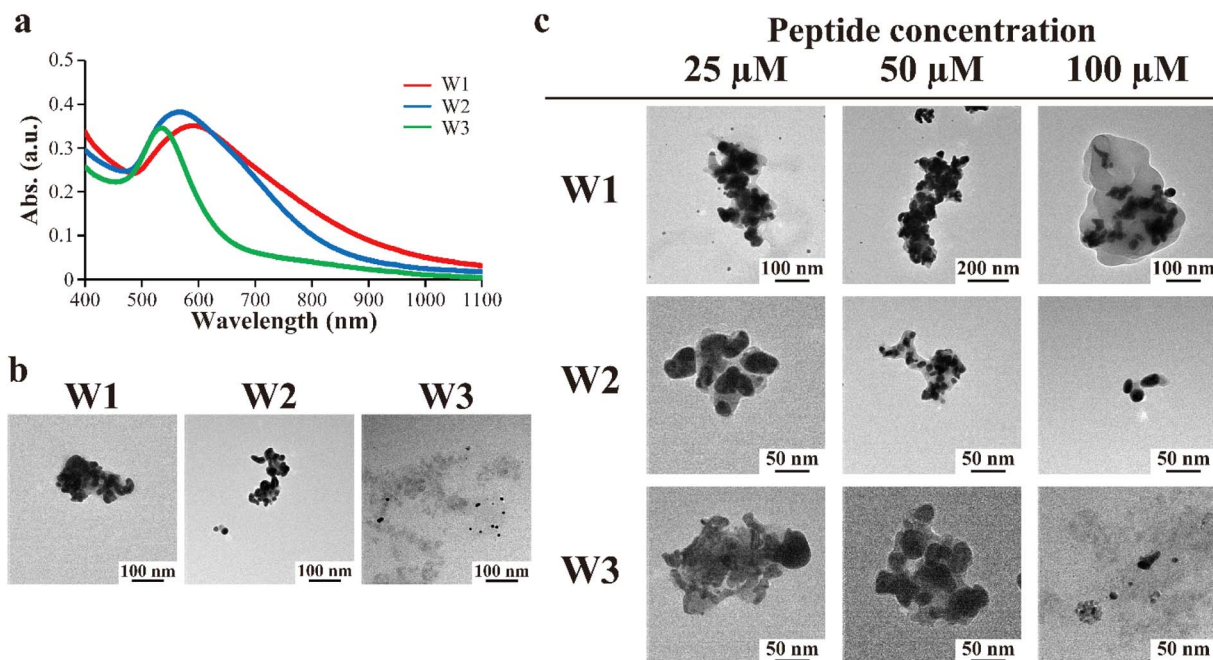 a
0.5
0.4
0.3
0.2
0.1
0
Abs. (a.u.)
400 500 600 700 800 900 1000 1100
Wavelength (nm)
W1
W2
W3
b
W1 W2 W3
100 nm 100 nm 100 nm
c
Peptide concentration
25 μM 50 μM 100 μM
W1
100 nm 200 nm 100 nm
W2
50 nm 50 nm 50 nm
W3
50 nm 50 nm 50 nm